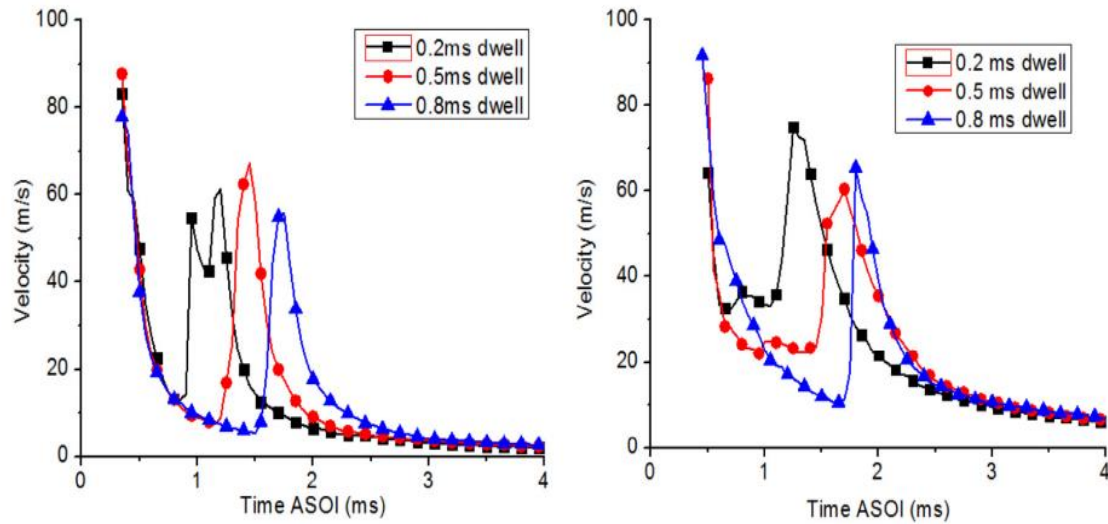 100
80
60
40
20
0
Velocity (m/s)
0.2ms dwell
0.5ms dwell
0.8ms dwell
0 1 2 3 4
Time ASOI (ms)
100
80
60
40
20
0
Velocity (m/s)
0.2 ms dwell
0.5 ms dwell
0.8 ms dwell
0 1 2 3 4
Time ASOI (ms)